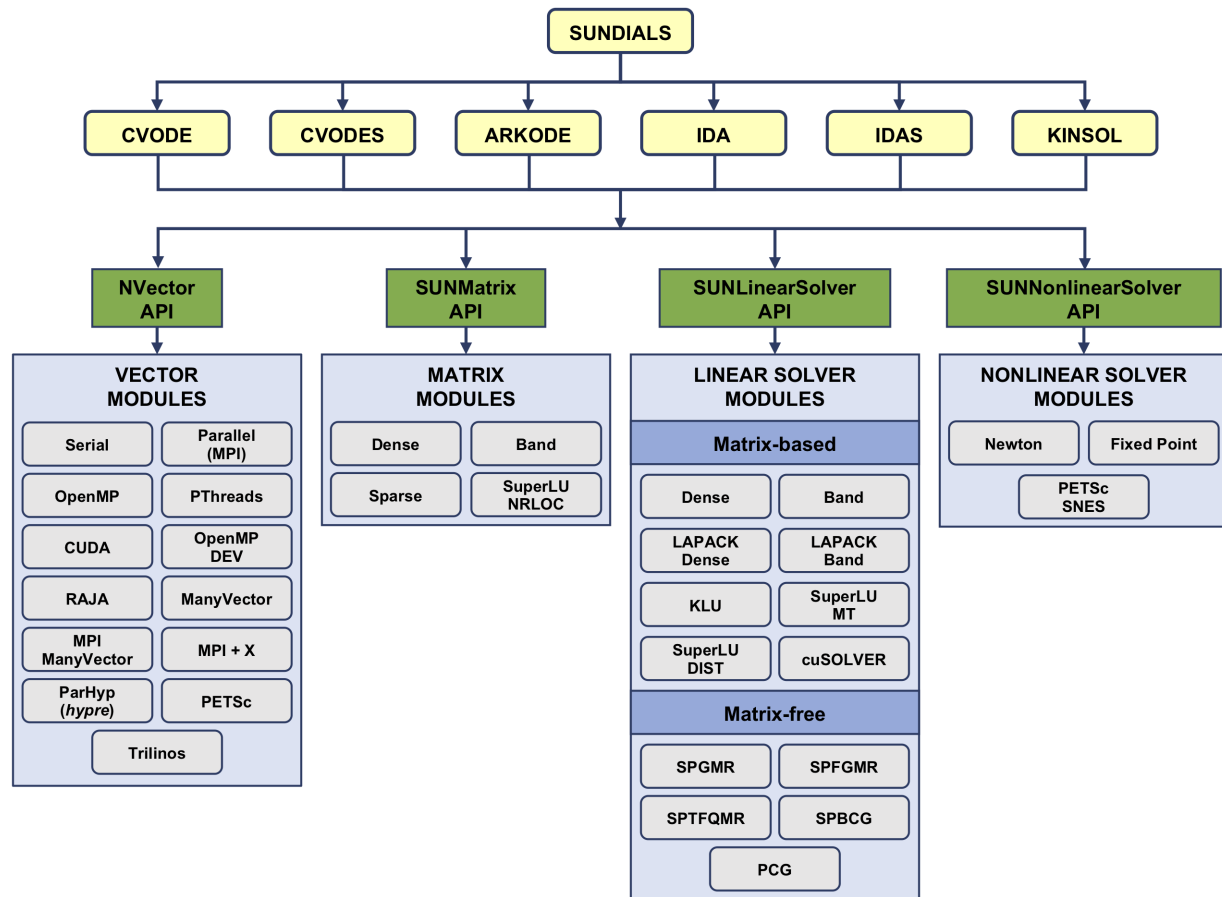 SUNDIALS
CVODE
CVODES
ARKODE
IDA
IDAS
KINSOL
NVector
API
SUNMatrix
API
SUNLinearSolver
API
SUNNonlinearSolver
API
VECTOR
MODULES
Serial
Parallel
(MPI)
OpenMP
PThreads
CUDA
OpenMP
DEV
RAJA
ManyVector
MPI
ManyVector
MPI + X
ParHyp
(hypre)
PETSc
Trilinos
MATRIX
MODULES
Dense
Band
Sparse
SuperLU
NRLOC
LINEAR SOLVER
MODULES
Matrix-based
Dense
Band
LAPACK
Dense
LAPACK
Band
KLU
SuperLU
MT
SuperLU
DIST
cuSOLVER
Matrix-free
SPGMR
SPFGMR
SPTFQMR
SPBCG
PCG
NONLINEAR SOLVER
MODULES
Newton
Fixed Point
PETSc
SNES